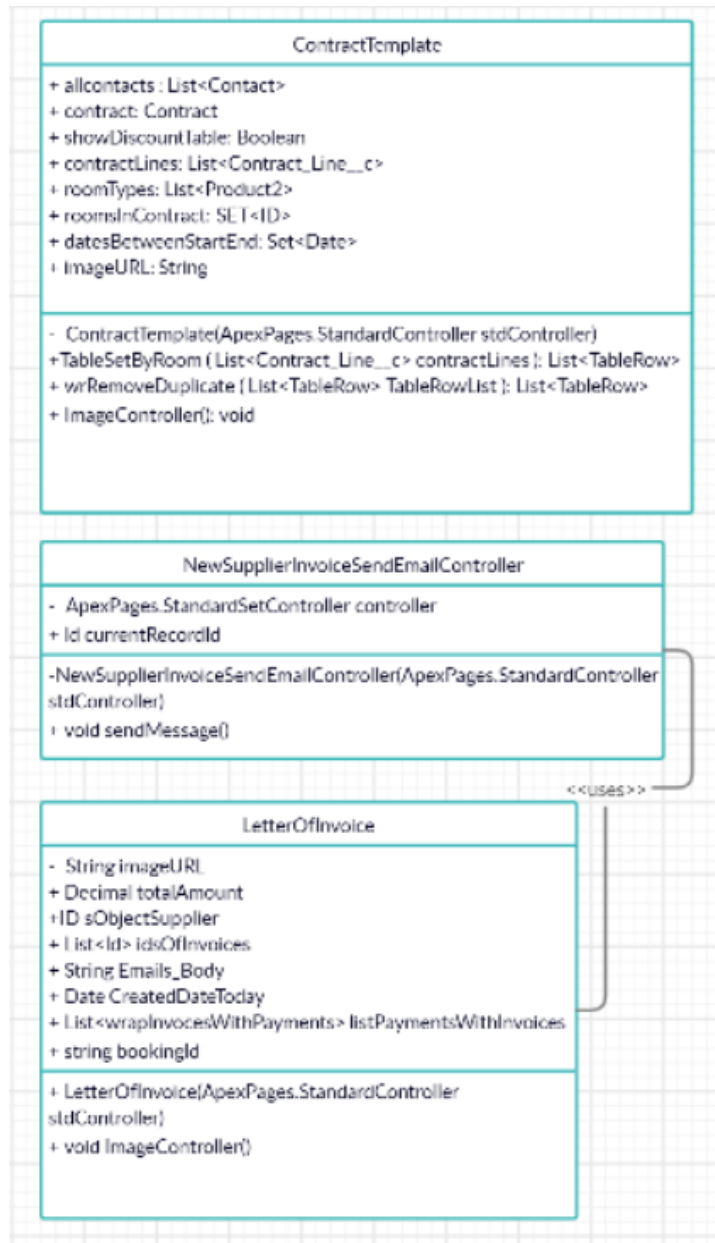 ContractTemplate
+ allcontacts : List<Contact>
+ contract: Contract
+ showDiscountTable: Boolean
+ contractLines: List<Contract_Line__c>
+ roomTypes: List<Product2>
+ roomsInContract: SET<ID>
+ datesBetweenStartEnd: Set<Date>
+ imageURL: String
- ContractTemplate(ApexPages.StandardController stdController)
+TableSetByRoom ( List<Contract_Line__c> contractLines ): List<TableRow>
+ wrRemoveDuplicate ( List<TableRow> TableRowList ): List<TableRow>
+ ImageController(): void
NewSupplierInvoiceSendEmailController
- ApexPages.StandardSetController controller
+ Id currentRecordId
-NewSupplierInvoiceSendEmailController(ApexPages.StandardController
stdController)
+ void sendMessage()
<<uses>>
LetterOfInvoice
- String imageURL
+ Decimal totalAmount
+ID sObjectSupplier
+ List<Id> idsOfInvoices
+ String Emails_Body
+ Date CreatedDateToday
+ List<wrapInvocesWithPayments> listPaymentsWithInvoices
+ string bookingId
+ LetterOfInvoice(ApexPages.StandardController
stdController)
+ void ImageController()